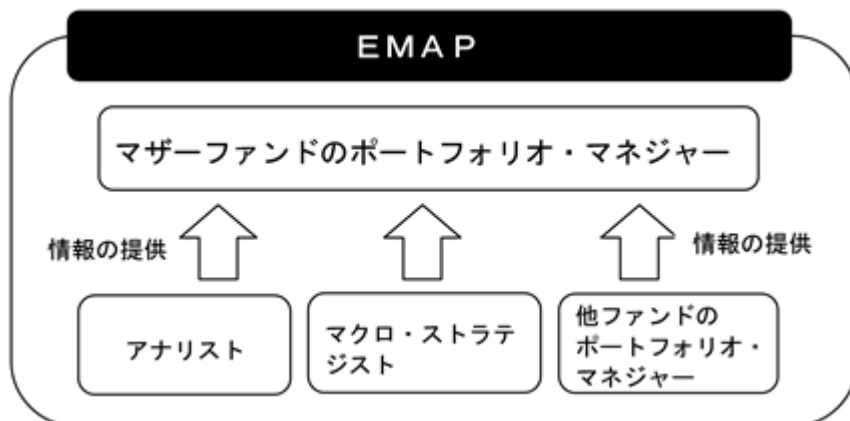 ＥＭＡＰ
マザーファンドのポートフォリオ・マネジャー
情報の提供
情報の提供
アナリスト
マクロ・ストラテ
ジスト
他ファンドの
ポートフォリオ・
マネジャー